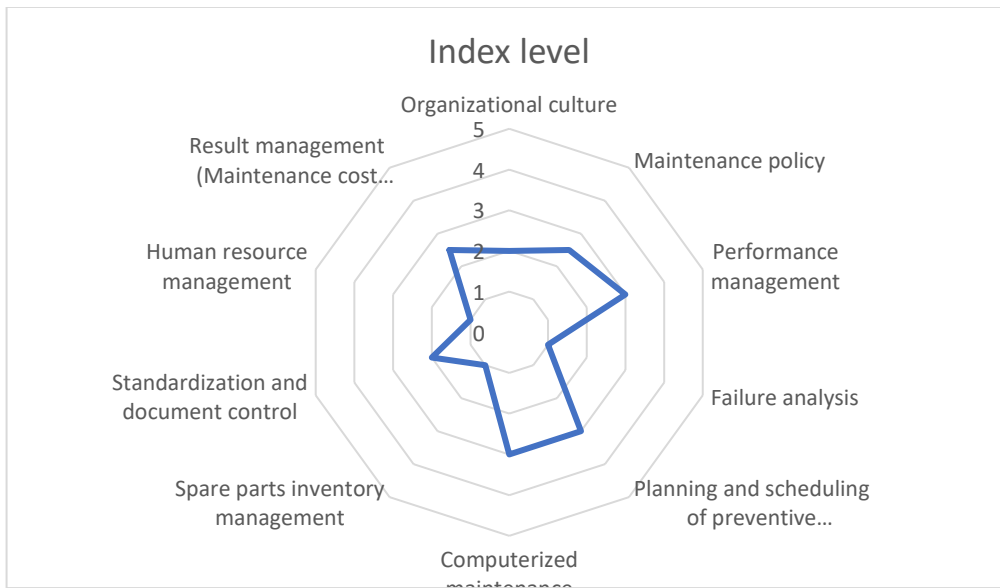 Index level
Organizational culture
5
4
3
2
1
0
Maintenance policy
Performance
management
Failure analysis
Planning and scheduling
of preventive...
Computerized
maintenance
Spare parts inventory
management
Standardization and
document control
Human resource
management
Result management
(Maintenance cost...